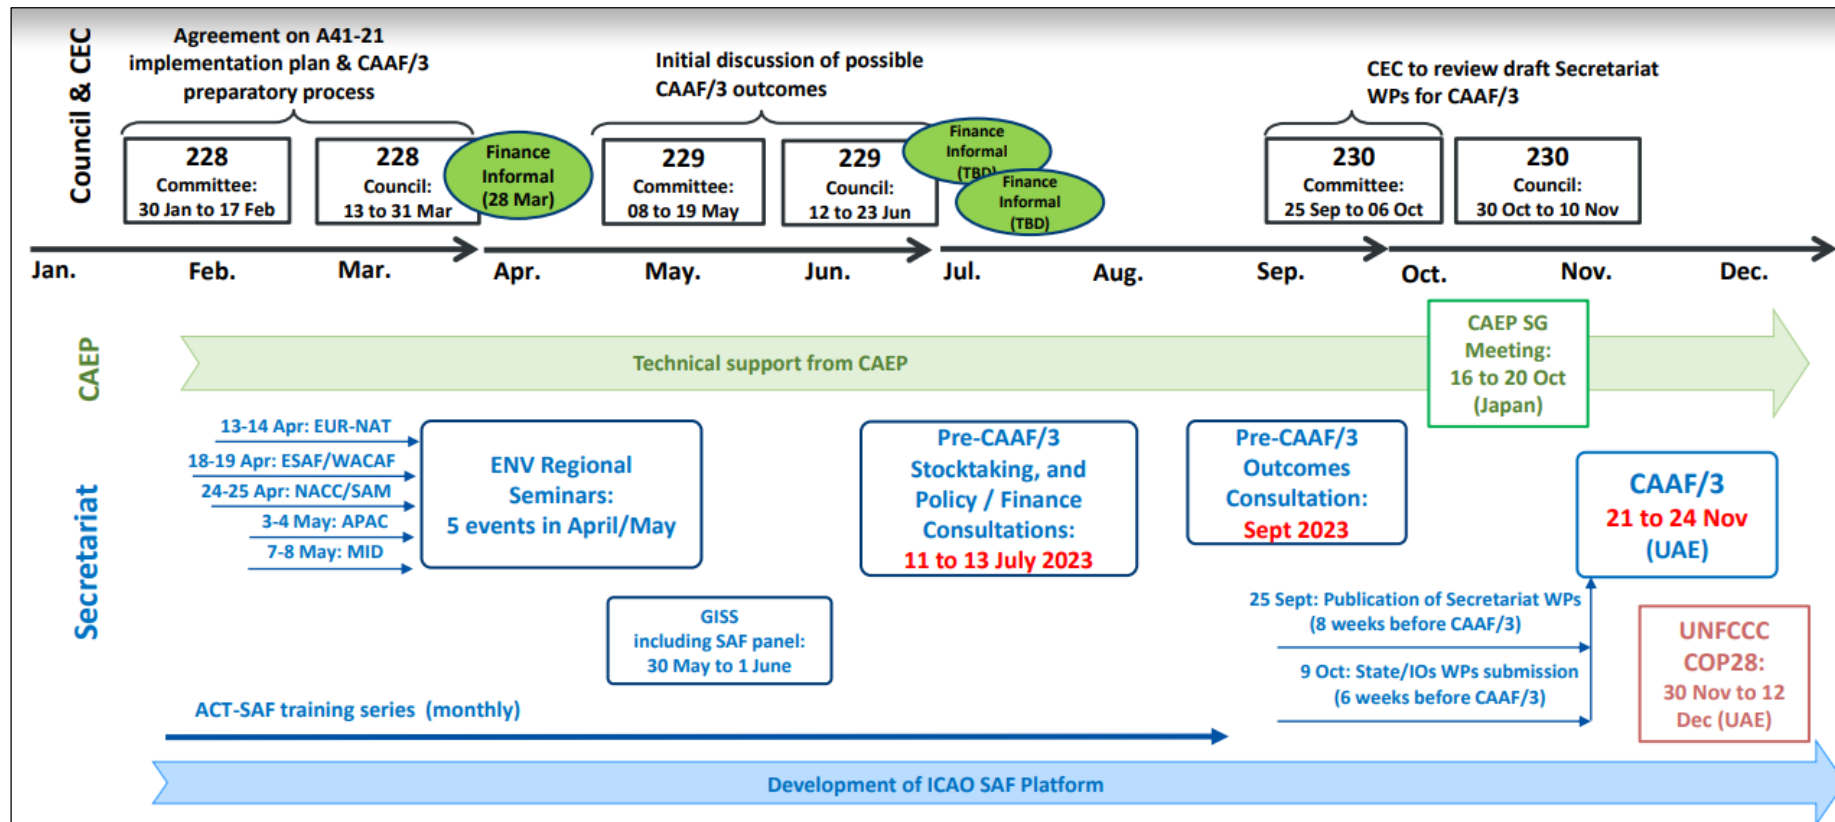 Council & CEC
Agreement on A41-21
implementation plan & CAAF/3
preparatory process
Initial discussion of possible
CAAF/3 outcomes
CEC to review draft Secretariat
WPs for CAAF/3
228
Committee:
30 Jan to 17 Feb
228
Council:
13 to 31 Mar
Finance
Informal
(28 Mar)
229
Committee:
08 to 19 May
229
Council:
12 to 23 Jun
Finance
Informal
(TBD)
Finance
Informal
(TBD)
230
Committee:
25 Sep to 06 Oct
230
Council:
30 Oct to 10 Nov
Jan. Feb. Mar. Apr. May. Jun. Jul. Aug. Sep. Oct. Nov. Dec.
CAEP
Technical support from CAEP
CAEP SG
Meeting:
16 to 20 Oct
(Japan)
Secretariat
13-14 Apr: EUR-NAT
18-19 Apr: ESAF/WACAF
24-25 Apr: NACC/SAM
3-4 May: APAC
7-8 May: MID
ENV Regional
Seminars:
5 events in April/May
Pre-CAAF/3
Stocktaking, and
Policy / Finance
Consultations:
11 to 13 July 2023
Pre-CAAF/3
Outcomes
Consultation:
Sept 2023
CAAF/3
21 to 24 Nov
(UAE)
GISS
including SAF panel:
30 May to 1 June
25 Sept: Publication of Secretariat WPs
(8 weeks before CAAF/3)
9 Oct: State/IOs WPs submission
(6 weeks before CAAF/3)
UNFCCC
COP28:
30 Nov to 12
Dec (UAE)
ACT-SAF training series (monthly)
Development of ICAO SAF Platform